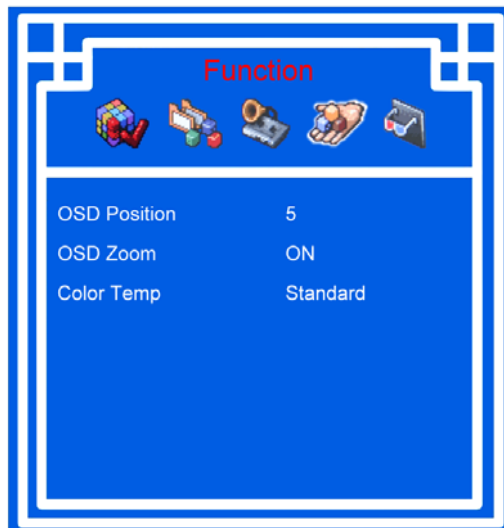 Function
OSD Position 5
OSD Zoom ON
Color Temp Standard